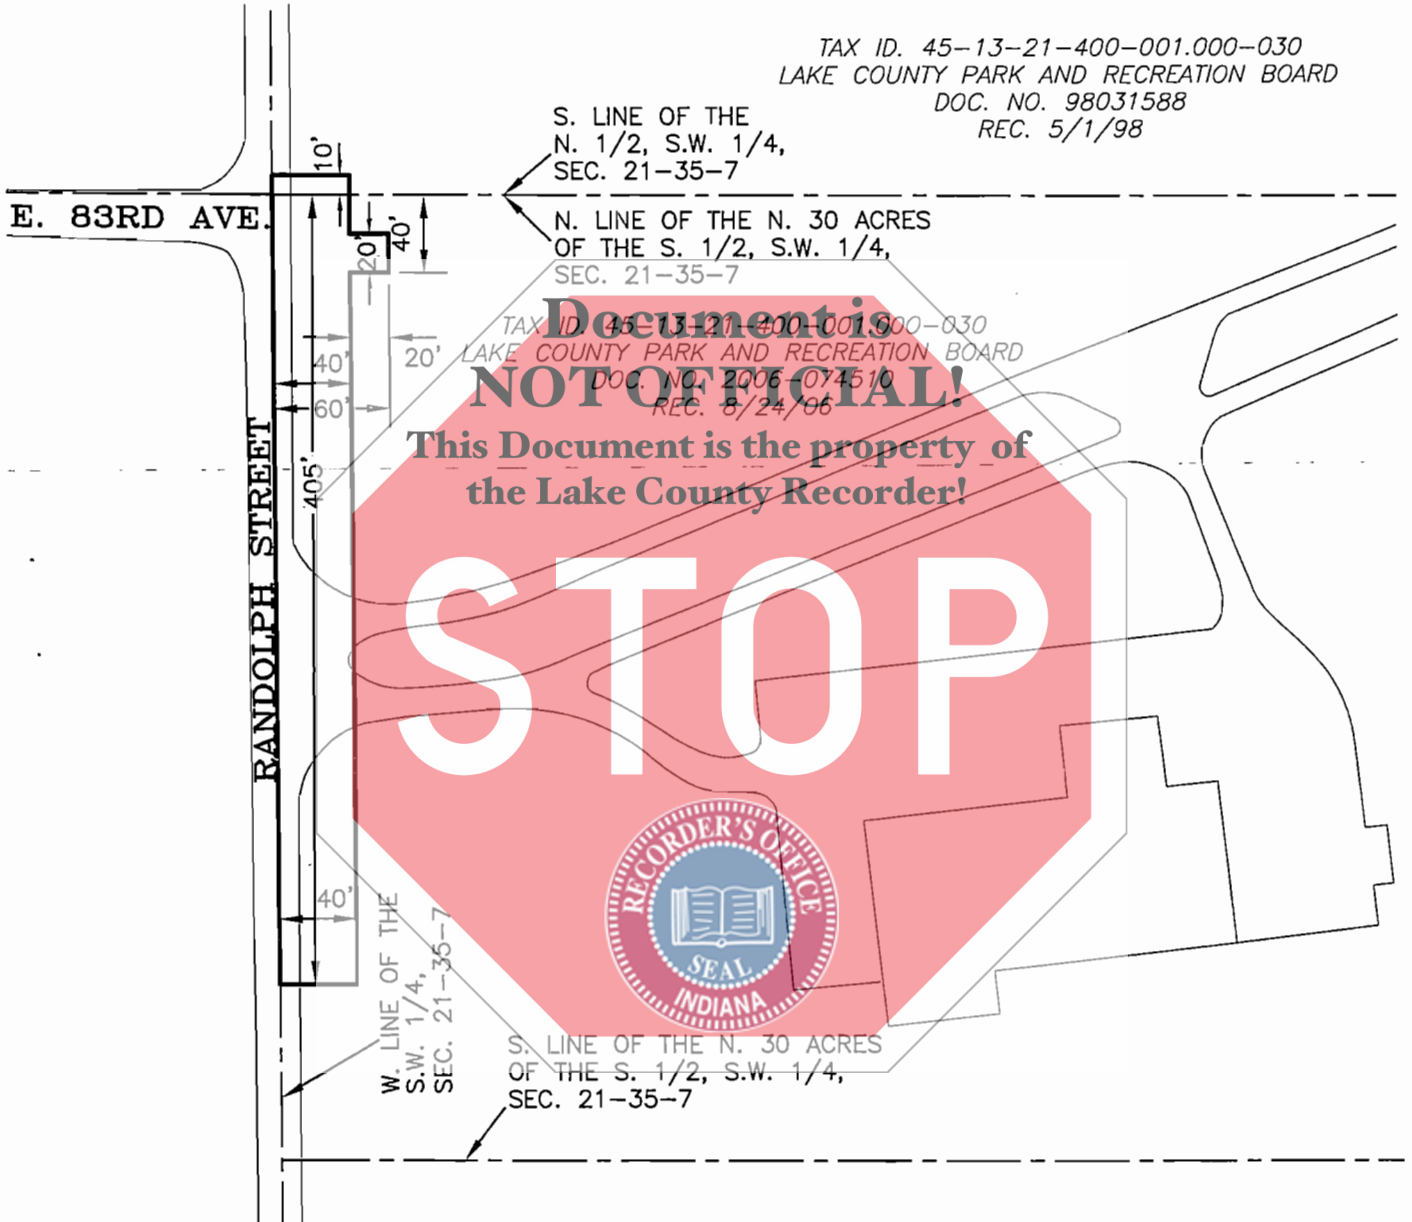 TAX ID. 45-13-21-400-001.000-030
LAKE COUNTY PARK AND RECREATION BOARD
DOC. NO. 98031588
REC. 5/1/98
S. LINE OF THE
N. 1/2, S.W. 1/4,
SEC. 21-35-7
10'
E. 83RD AVE.
20'
40'
N. LINE OF THE N. 30 ACRES
OF THE S. 1/2, S.W. 1/4,
SEC. 21-35-7
Document is
TAX ID. 45-13-21-400-001.000-030
LAKE COUNTY PARK AND RECREATION BOARD
NOT OFFICIAL!
DOC. NO. 2006-074510
REC. 8/24/06
This Document is the property of
the Lake County Recorder!
40'
20'
60'
405'
RANDOLPH STREET
STOP
RECORDER'S OFFICE
SEAL
INDIANA
40'
W. LINE OF THE
S.W. 1/4,
SEC. 21-35-7
S. LINE OF THE N. 30 ACRES
OF THE S. 1/2, S.W. 1/4,
SEC. 21-35-7